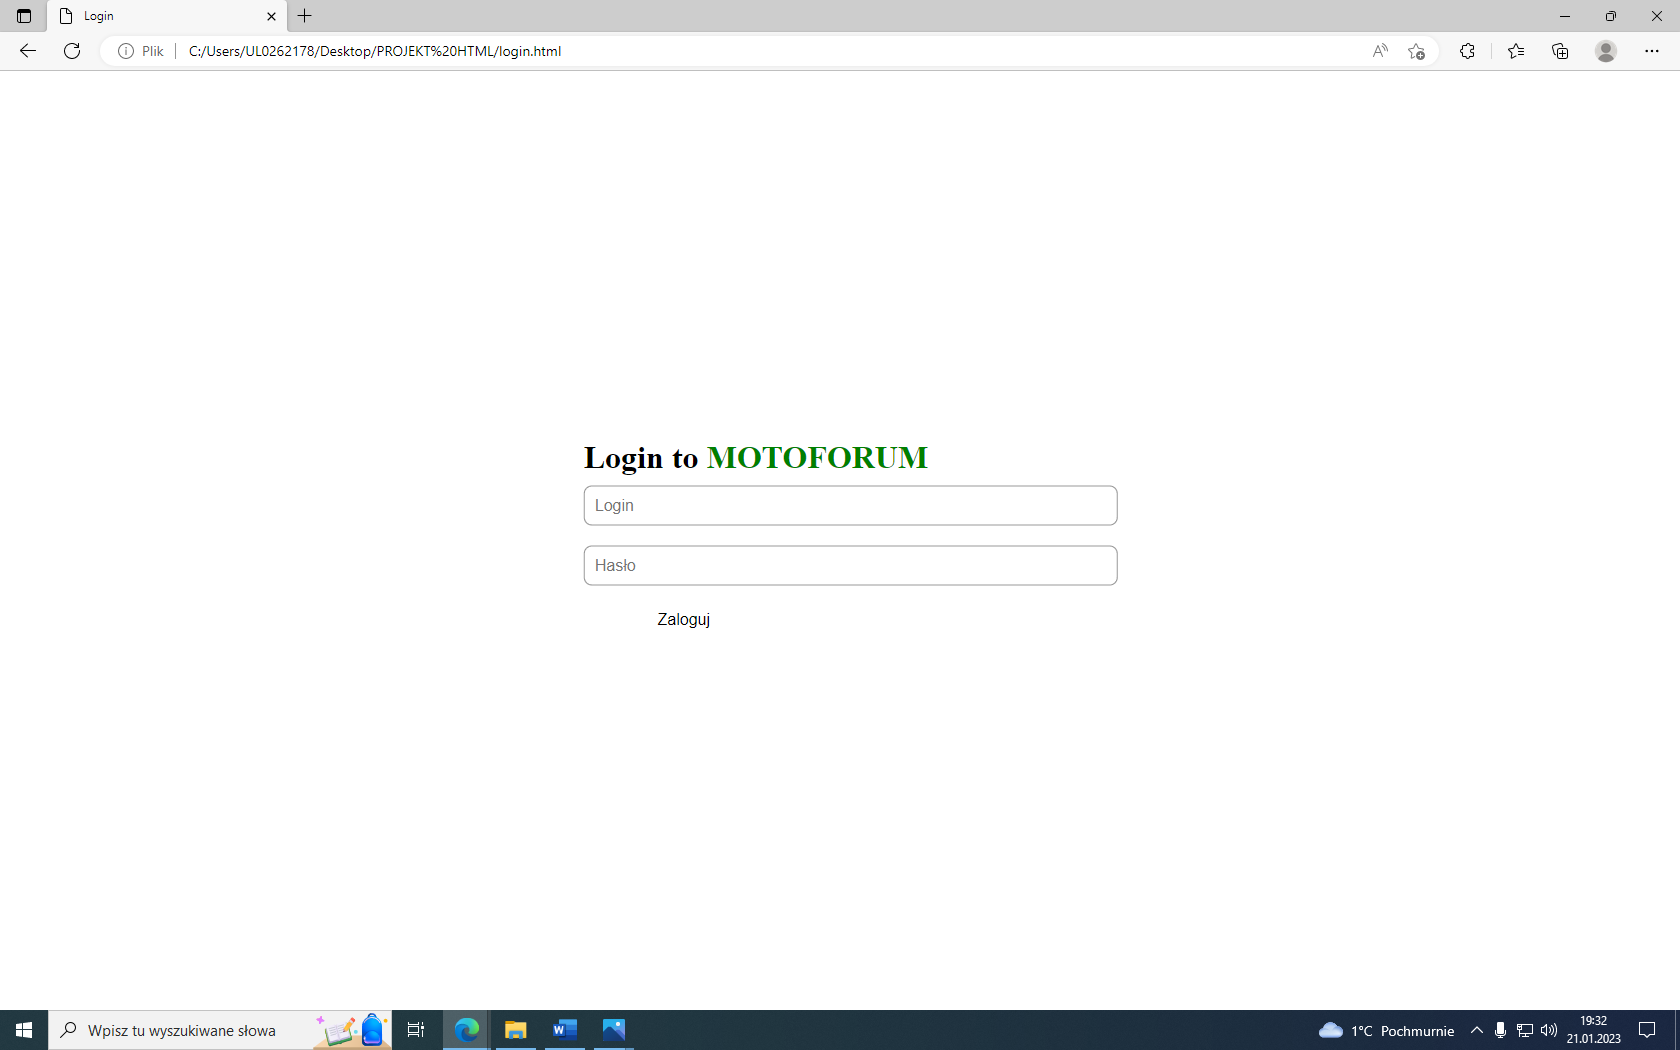 Login
Plik
C:/Users/UL0262178/Desktop/PROJEKT%20HTML/login.html
Login to MOTOFORUM
Login
Hasło
Zaloguj
Wpisz tu wyszukiwane słowa
1°C Pochmurnie
19:32
21.01.2023